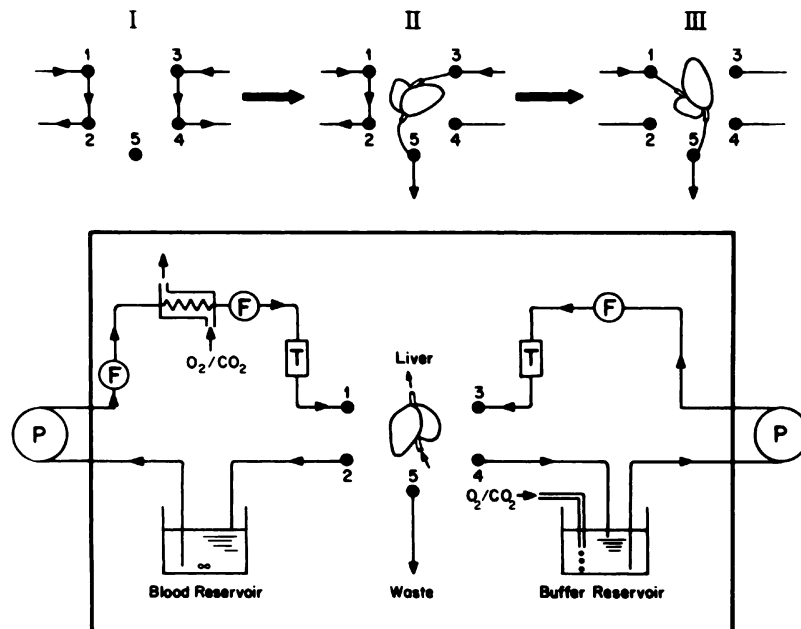 I II III
1 3 1 3 1 3
2 4 2 4 2 4
5 5 5
F
O₂/CO₂
F
T
Liver
T
F
1 3
P P
2 4
5
O₂/CO₂
∞
Blood Reservoir Waste Buffer Reservoir